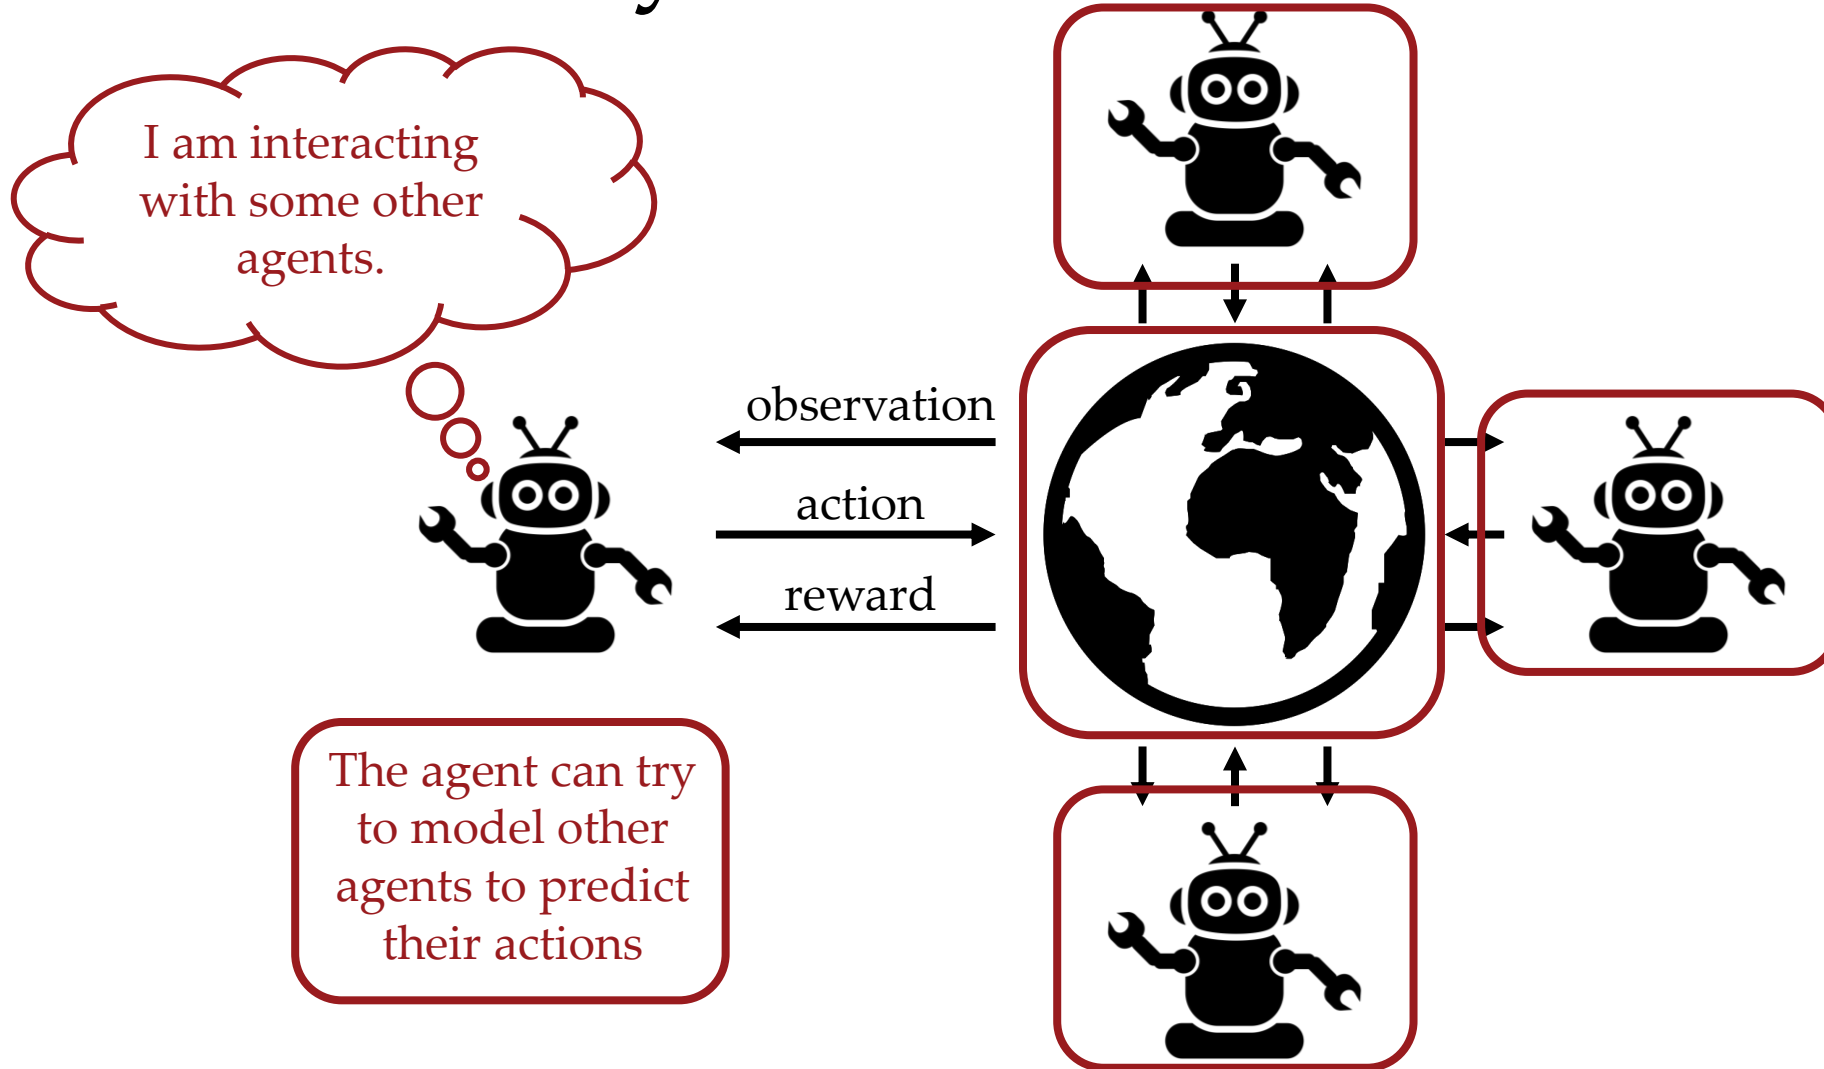 I am interacting
with some other
agents.
observation
action
reward
The agent can try
to model other
agents to predict
their actions